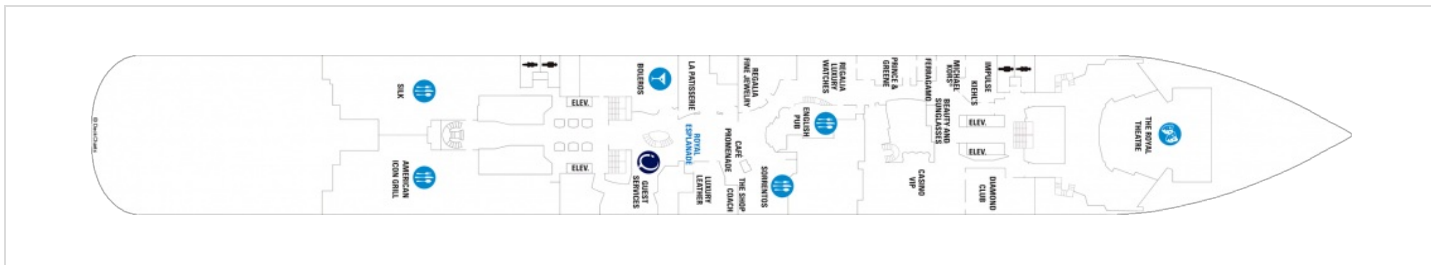 © DeckChamp
SILK
AMERICAN
ICON GRILL
ELEV.
ELEV.
BOLEROS
GUEST
SERVICES
LA PATISSERIE
ROYAL
ESPLANADE
LUXURY
LEATHER
REGALIA
FINE JEWELRY
CAFÉ
PROMENADE
THE SHOP
COACH
SORRENTOS
REGALIA
LUXURY
WATCHES
ENGLISH
PUB
PRINCE &
GREENE
FERRAGAMO
MICHAEL
KORS
BEAUTY AND
SUNGLASSES
CASINO
VIP
IMPULSE
KIEHL'S
ELEV.
ELEV.
DIAMOND
CLUB
THE ROYAL
THEATRE